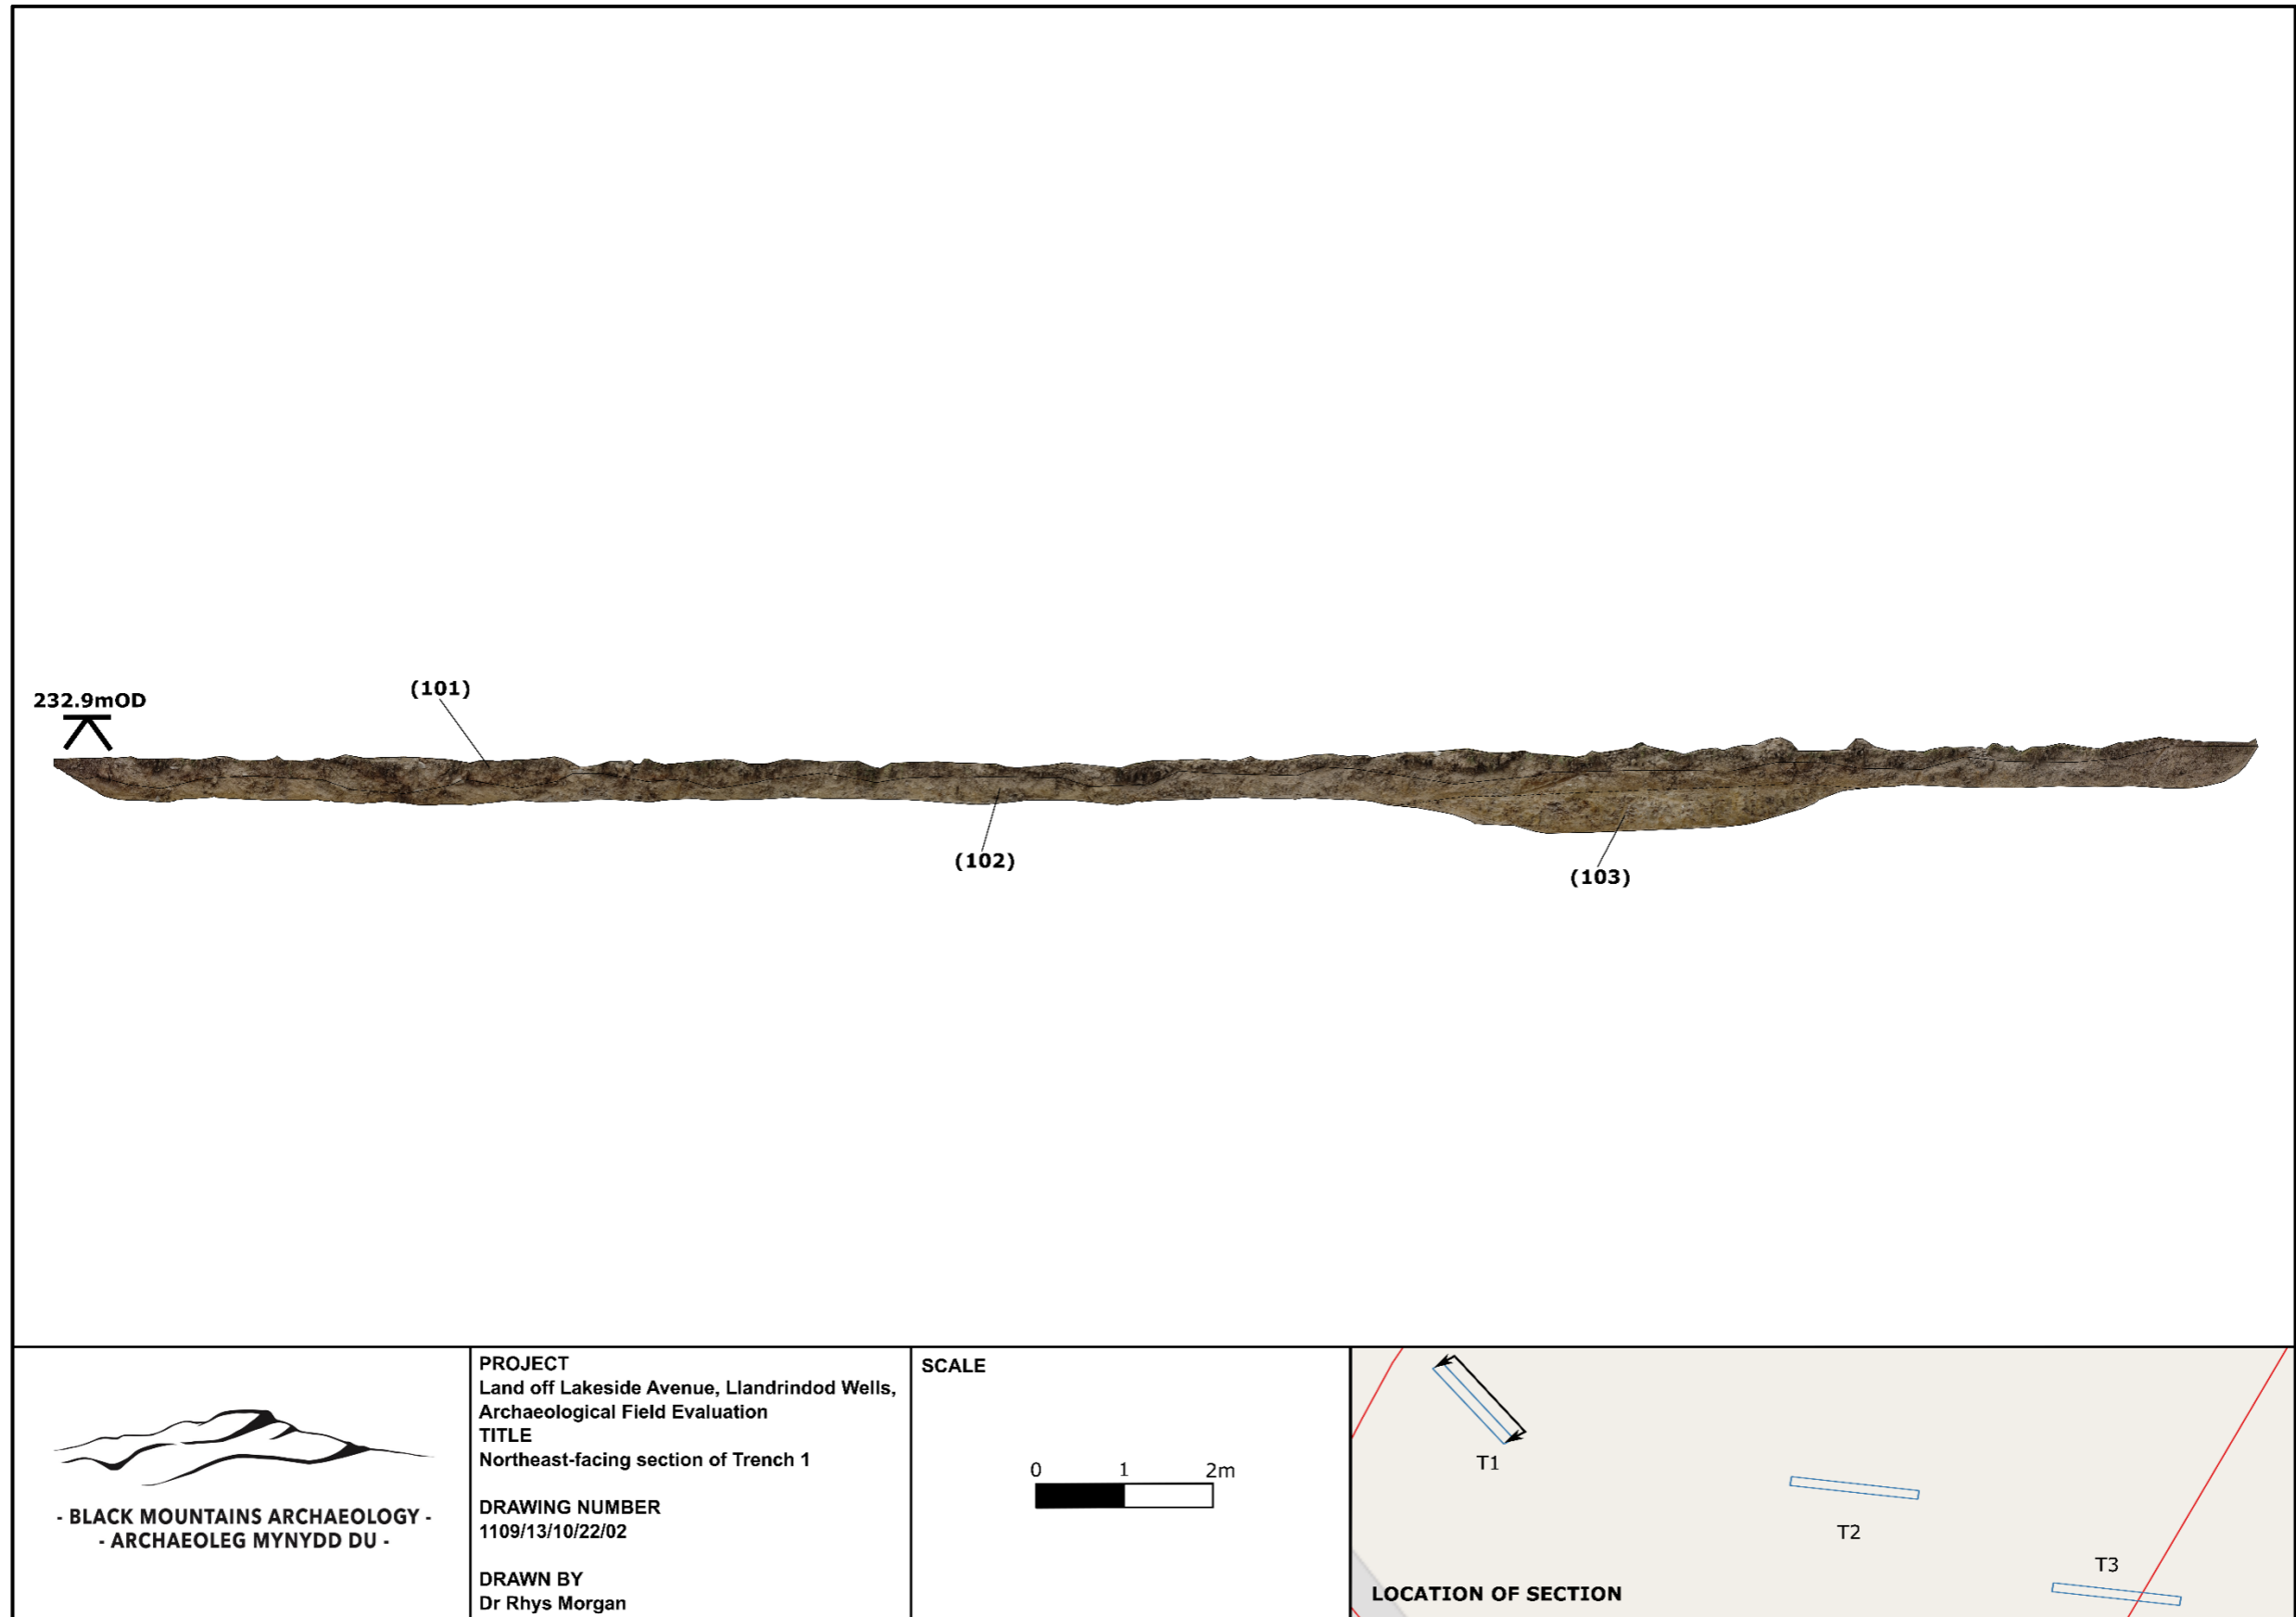 232.9mOD
(101)
(102)
(103)
- BLACK MOUNTAINS ARCHAEOLOGY -
- ARCHAEOLEG MYNYDD DU -
PROJECT
Land off Lakeside Avenue, Llandrindod Wells,
Archaeological Field Evaluation
TITLE
Northeast-facing section of Trench 1
DRAWING NUMBER
1109/13/10/22/02
DRAWN BY
Dr Rhys Morgan
SCALE
0 1 2m
T1
T2
T3
LOCATION OF SECTION